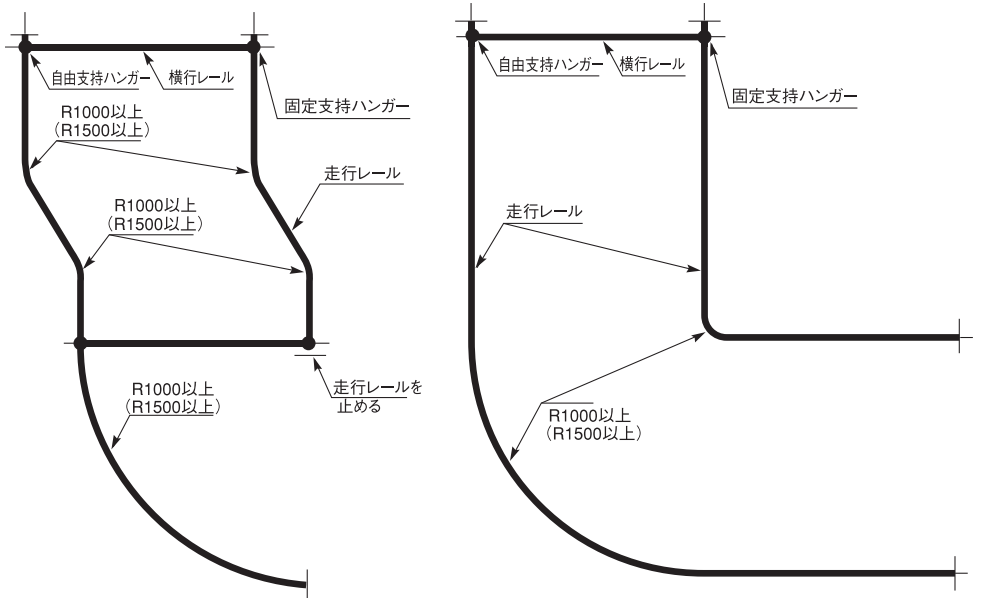 自由支持ハンガー
横行レール
固定支持ハンガー
R1000以上
(R1500以上)
走行レール
R1000以上
(R1500以上)
走行レールを
止める
R1000以上
(R1500以上)
自由支持ハンガー
横行レール
固定支持ハンガー
走行レール
R1000以上
(R1500以上)